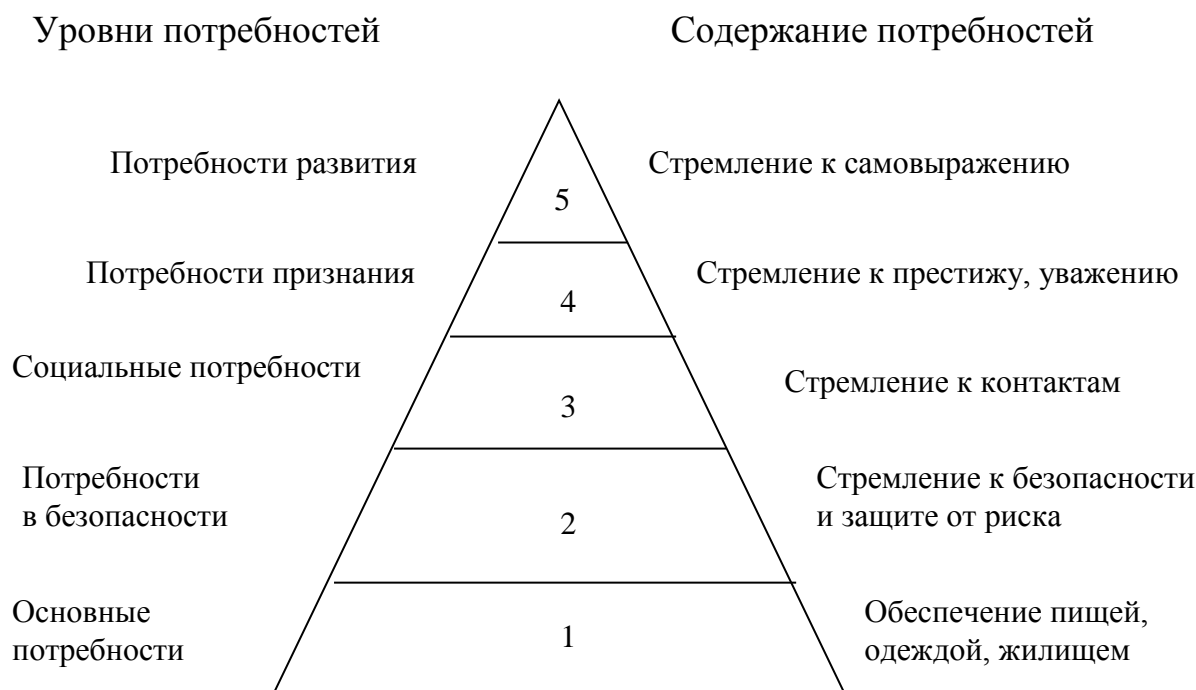 Уровни потребностей
Содержание потребностей
Потребности развития
5
Стремление к самовыражению
Потребности признания
4
Стремление к престижу, уважению
Социальные потребности
3
Стремление к контактам
Потребности
в безопасности
2
Стремление к безопасности
и защите от риска
Основные
потребности
1
Обеспечение пищей,
одеждой, жилищем